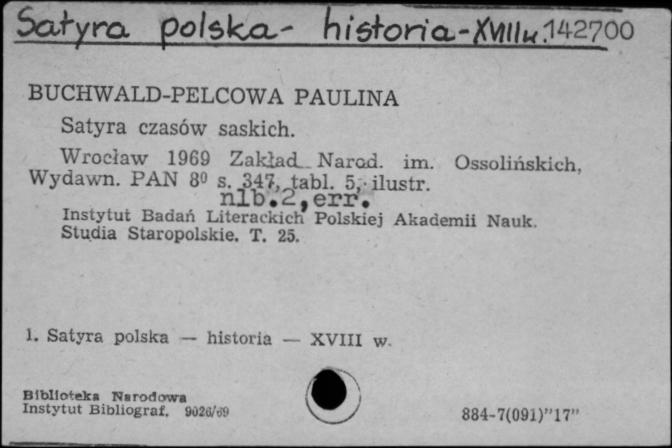 Satyra polska - historia - XVIII w. 142700
BUCHWALD-PELCOWA PAULINA
Satyra czasów saskich.
Wrocław 1969 Zakład Narod. im. Ossolińskich,
Wydawn. PAN 8⁰ s. 347, tabl. 5, ilustr.
nlb.2,err.
Instytut Badań Literackich Polskiej Akademii Nauk.
Studia Staropolskie. T. 25.
1. Satyra polska — historia — XVIII w.
Biblioteka Narodowa
Instytut Bibliograf. 9026/69
884-7(091)"17"